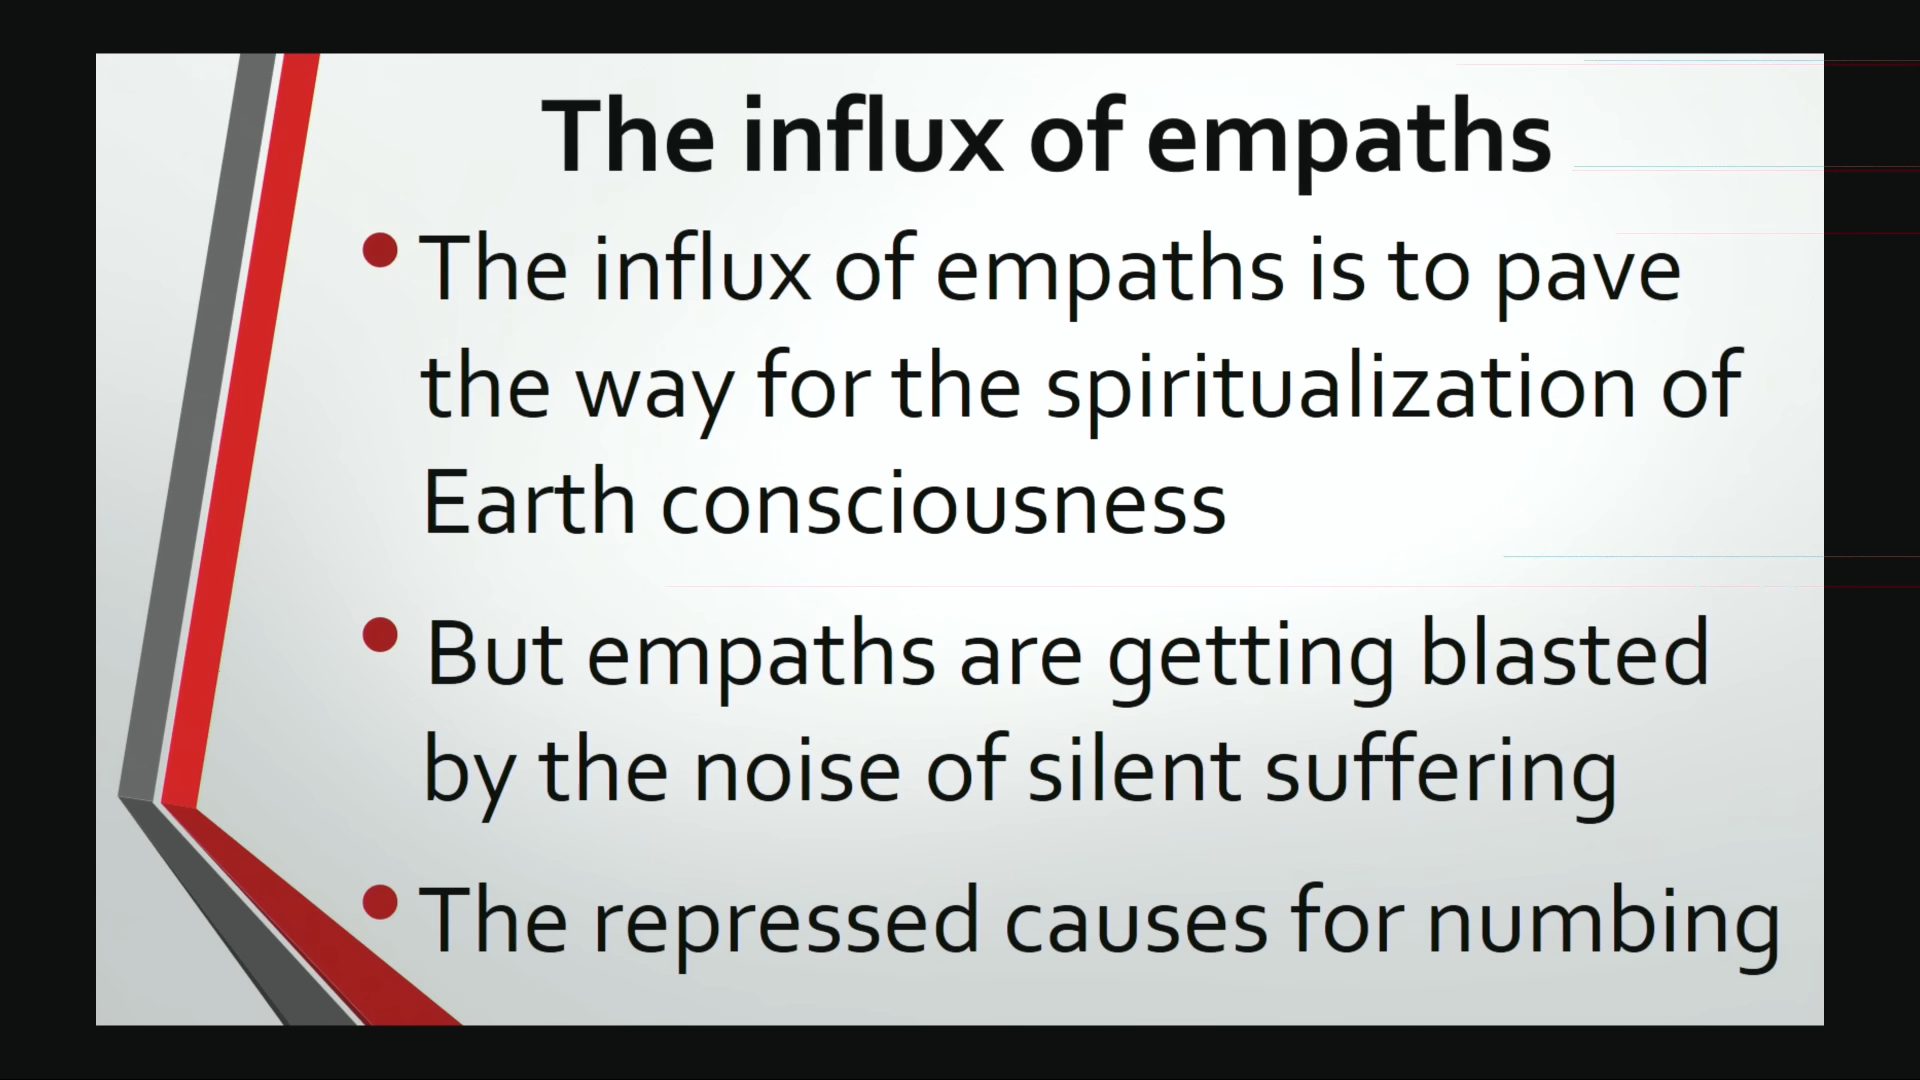 The influx of empaths
The influx of empaths is to pave
the way for the spiritualization of
Earth consciousness
But empaths are getting blasted
by the noise of silent suffering
The repressed causes for numbing